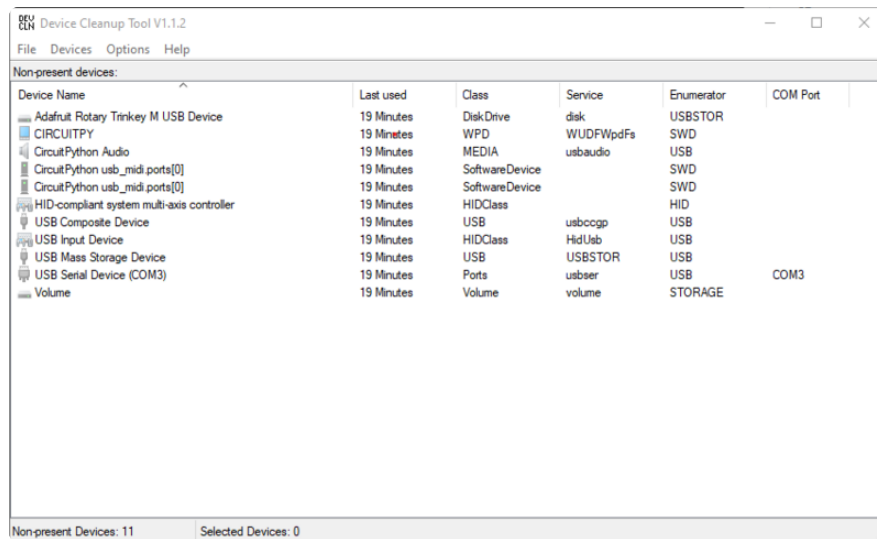 DEV CLN Device Cleanup Tool V1.1.2
File Devices Options Help
Non-present devices:
Device Name Last used Class Service Enumerator COM Port
Adafruit Rotary Trinkey M USB Device 19 Minutes DiskDrive disk USBSTOR
CIRCUITPY 19 Minutes WPD WUDFWpdFs SWD
CircuitPython Audio 19 Minutes MEDIA usbaudio USB
CircuitPython usb_midi.ports[0] 19 Minutes SoftwareDevice SWD
CircuitPython usb_midi.ports[0] 19 Minutes SoftwareDevice SWD
HID-compliant system multi-axis controller 19 Minutes HIDClass HID
USB Composite Device 19 Minutes USB usbccgp USB
USB Input Device 19 Minutes HIDClass HidUsb USB
USB Mass Storage Device 19 Minutes USB USBSTOR USB
USB Serial Device (COM3) 19 Minutes Ports usbser USB COM3
Volume 19 Minutes Volume volume STORAGE
Non-present Devices: 11 Selected Devices: 0